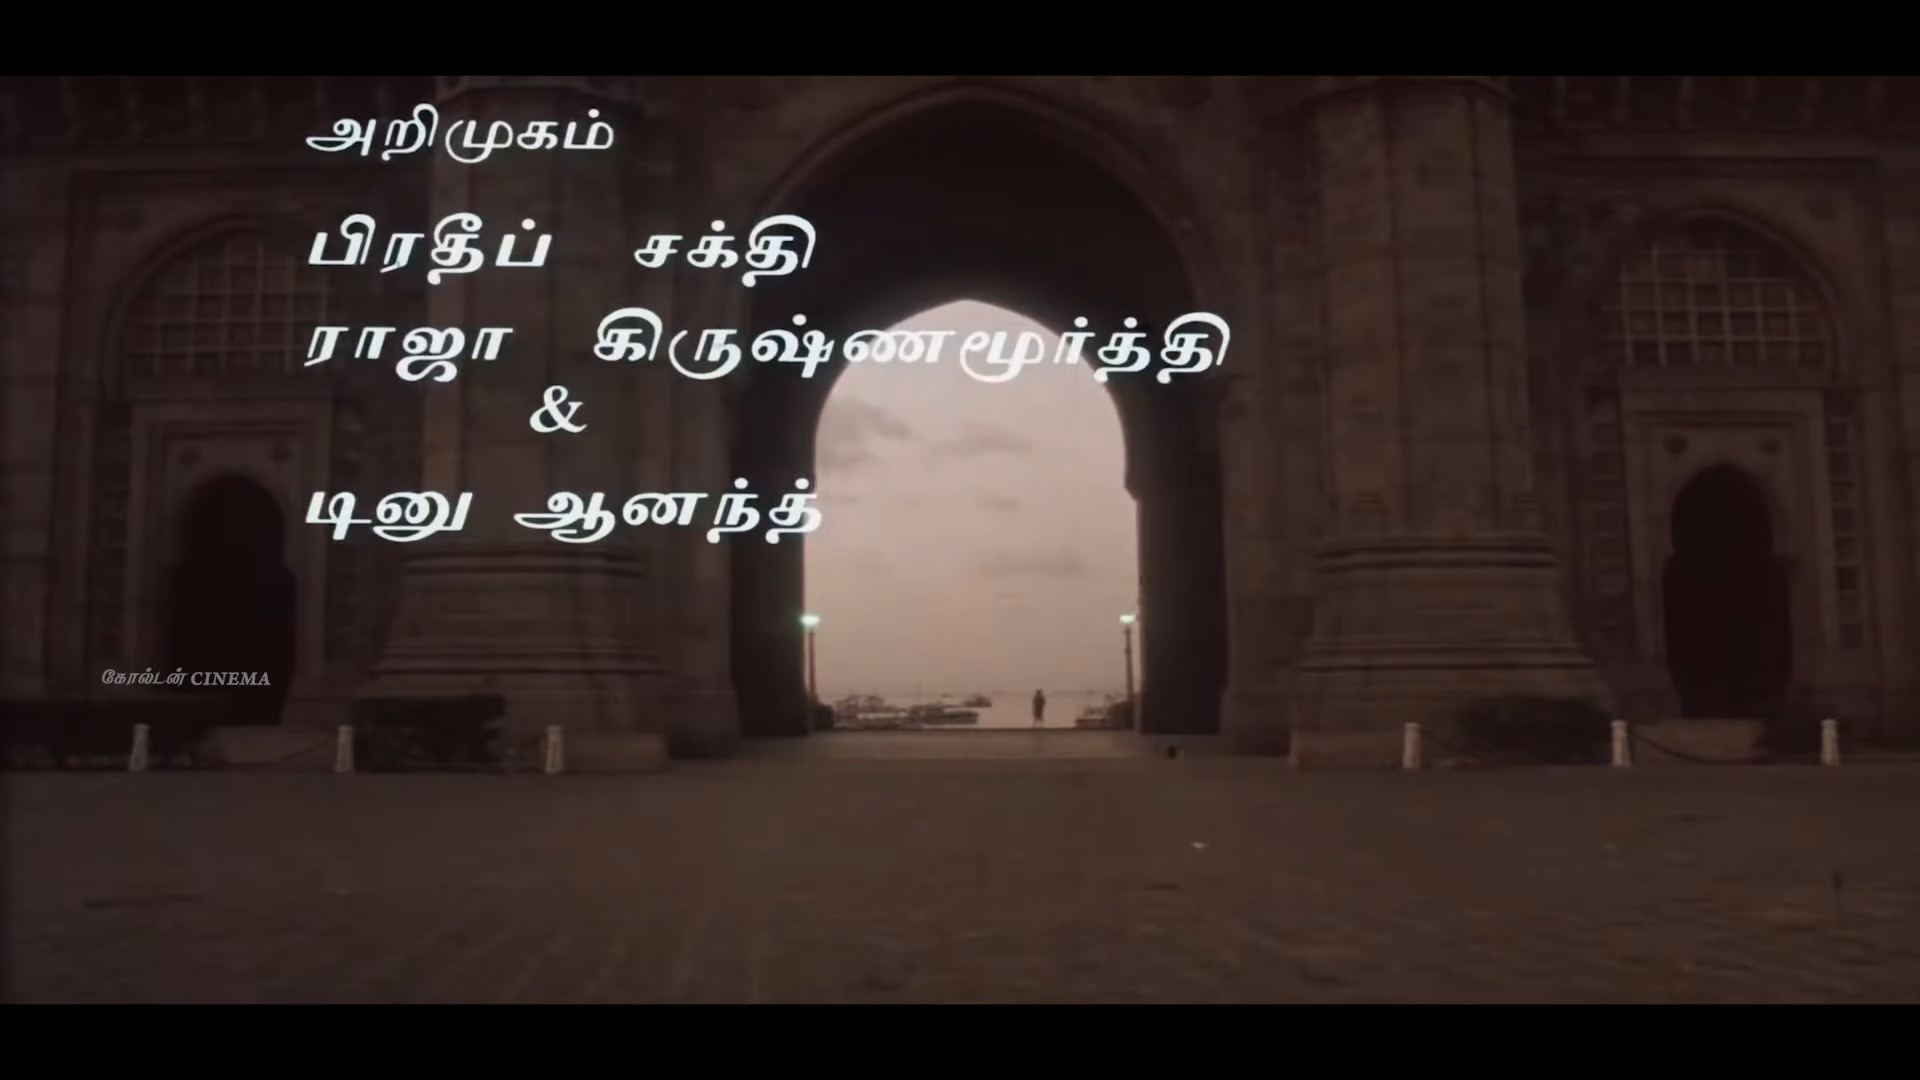 அறிமுகம்
பிரதீப் சக்தி
ராஜா கிருஷ்ணமூர்த்தி
&
டினு ஆனந்த்
கோல்டன் CINEMA